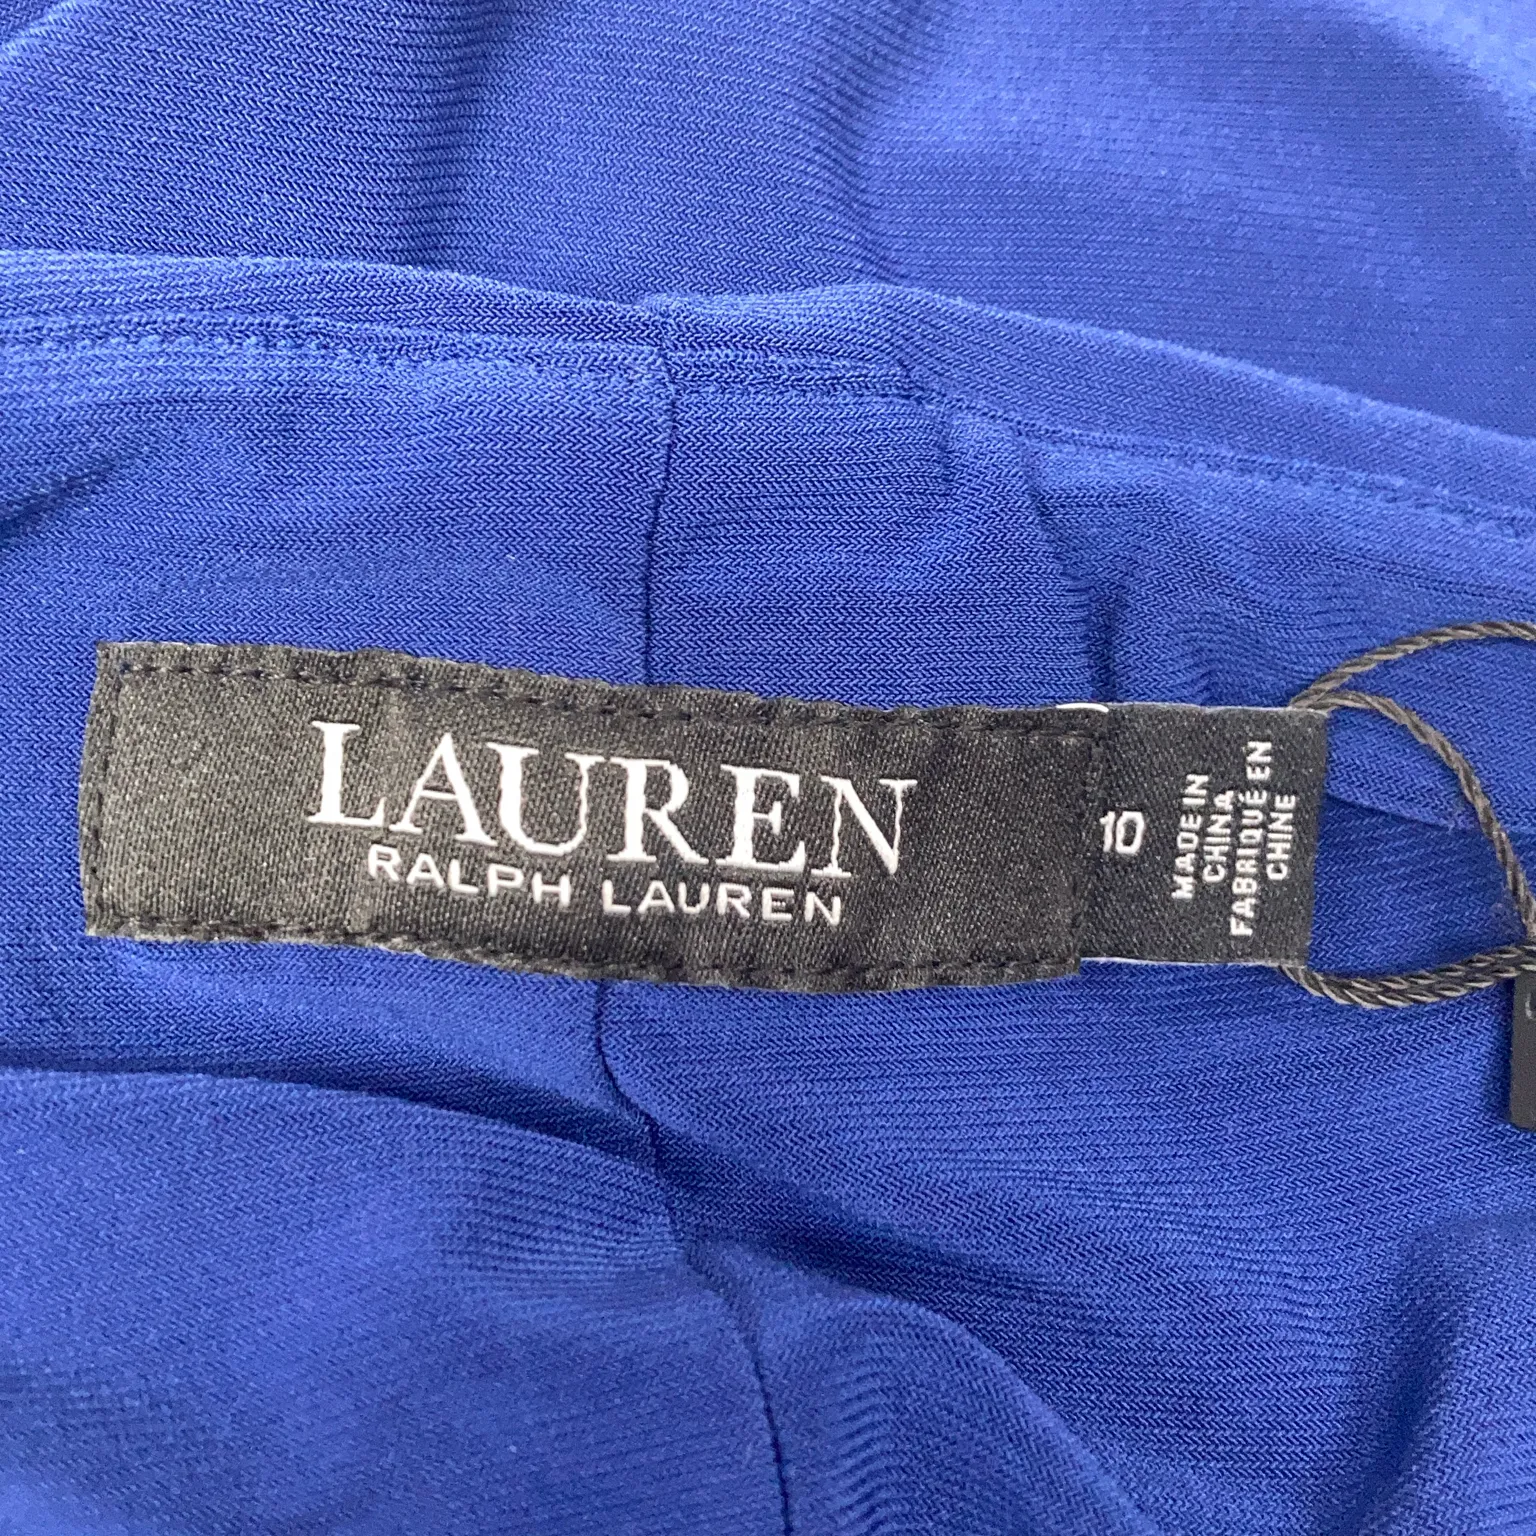 LAUREN
RALPH LAUREN
10
MADE IN
CHINA
FABRIQUÉ EN
CHINE